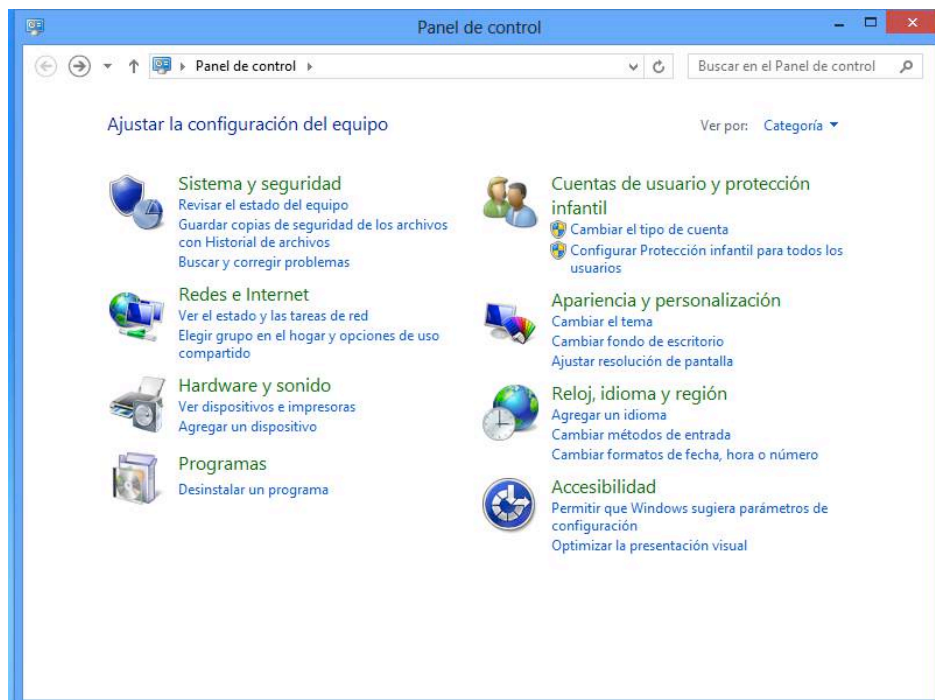 Panel de control
Panel de control
Buscar en el Panel de control
Ajustar la configuración del equipo
Ver por: Categoría
Sistema y seguridad
Revisar el estado del equipo
Guardar copias de seguridad de los archivos
con Historial de archivos
Buscar y corregir problemas
Redes e Internet
Ver el estado y las tareas de red
Elegir grupo en el hogar y opciones de uso
compartido
Hardware y sonido
Ver dispositivos e impresoras
Agregar un dispositivo
Programas
Desinstalar un programa
Cuentas de usuario y protección
infantil
Cambiar el tipo de cuenta
Configurar Protección infantil para todos los
usuarios
Apariencia y personalización
Cambiar el tema
Cambiar fondo de escritorio
Ajustar resolución de pantalla
Reloj, idioma y región
Agregar un idioma
Cambiar métodos de entrada
Cambiar formatos de fecha, hora o número
Accesibilidad
Permitir que Windows sugiera parámetros de
configuración
Optimizar la presentación visual